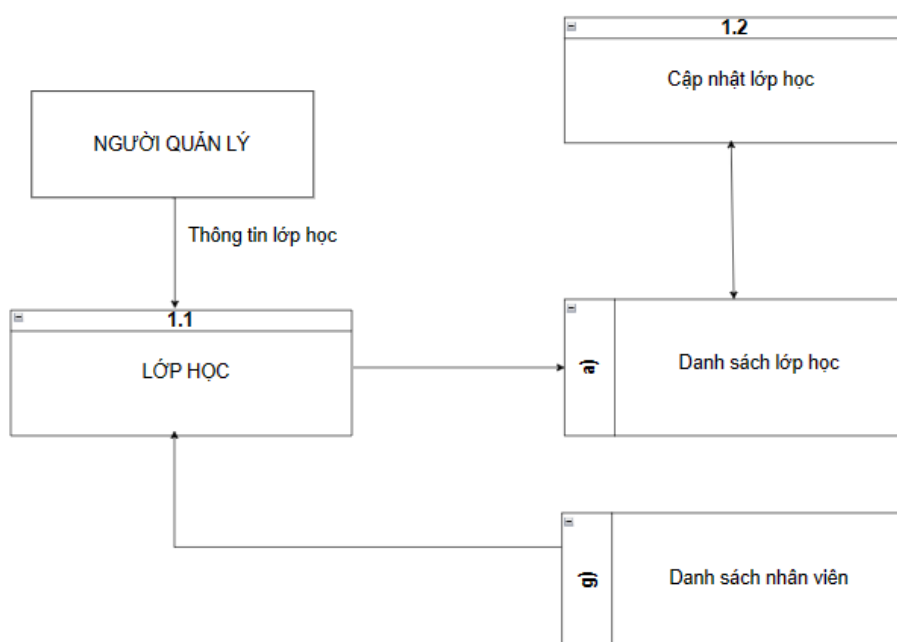 1.2
Cập nhật lớp học
NGƯỜI QUẢN LÝ
Thông tin lớp học
1.1
LỚP HỌC
a)
Danh sách lớp học
g)
Danh sách nhân viên